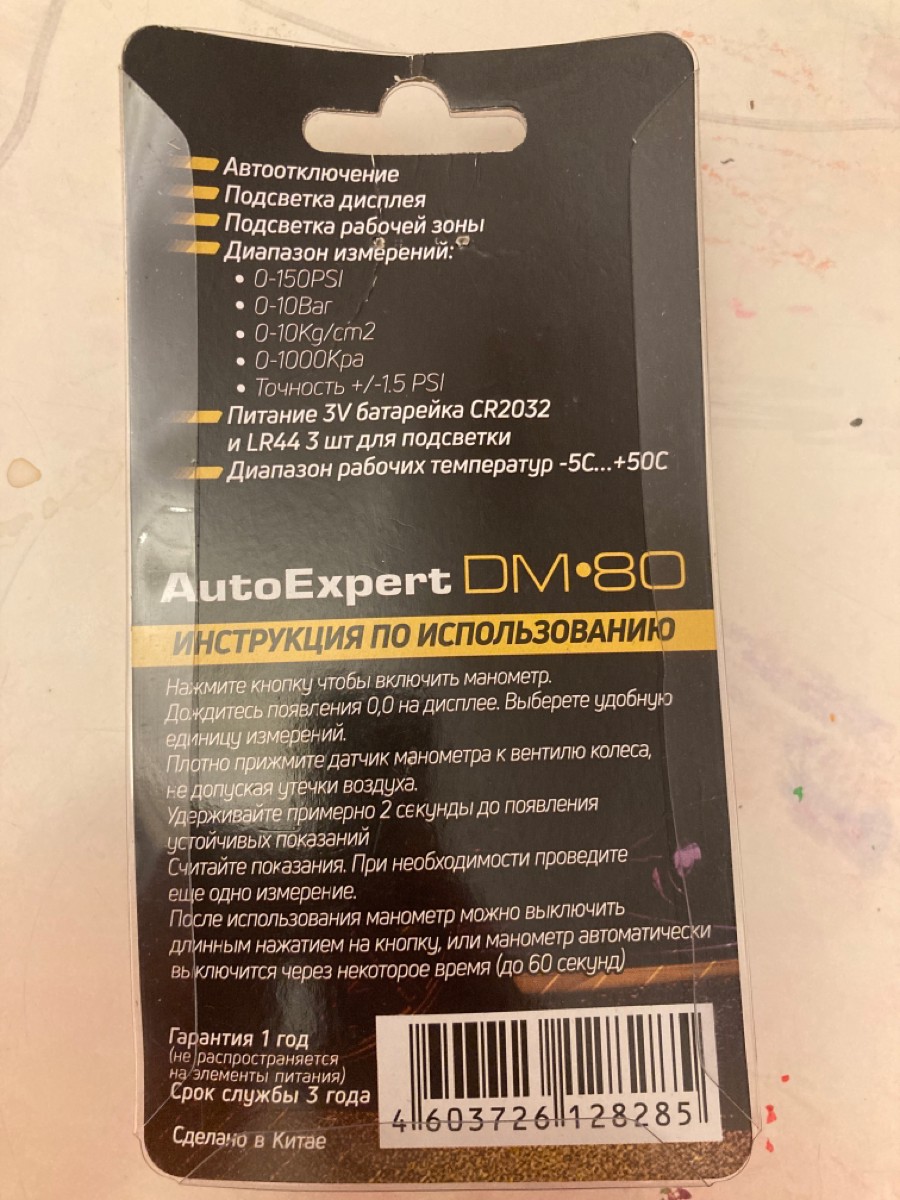 Автоотключение
Подсветка дисплея
Подсветка рабочей зоны
Диапазон измерений:
• 0-150PSI
• 0-10Bar
• 0-10Kg/cm2
• 0-1000Kpa
• Точность +/-1.5 PSI
Питание 3V батарейка CR2032
и LR44 3 шт для подсветки
Диапазон рабочих температур -5C...+50C
AutoExpert DM•80
ИНСТРУКЦИЯ ПО ИСПОЛЬЗОВАНИЮ
Нажмите кнопку чтобы включить манометр.
Дождитесь появления 0,0 на дисплее. Выберете удобную
единицу измерений.
Плотно прижмите датчик манометра к вентилю колеса,
не допуская утечки воздуха.
Удерживайте примерно 2 секунды до появления
устойчивых показаний
Считайте показания. При необходимости проведите
еще одно измерение.
После использования манометр можно выключить
длинным нажатием на кнопку, или манометр автоматически
выключится через некоторое время (до 60 секунд)
Гарантия 1 год
(не распространяется
на элементы питания)
Срок службы 3 года
Сделано в Китае
4 603726 128285